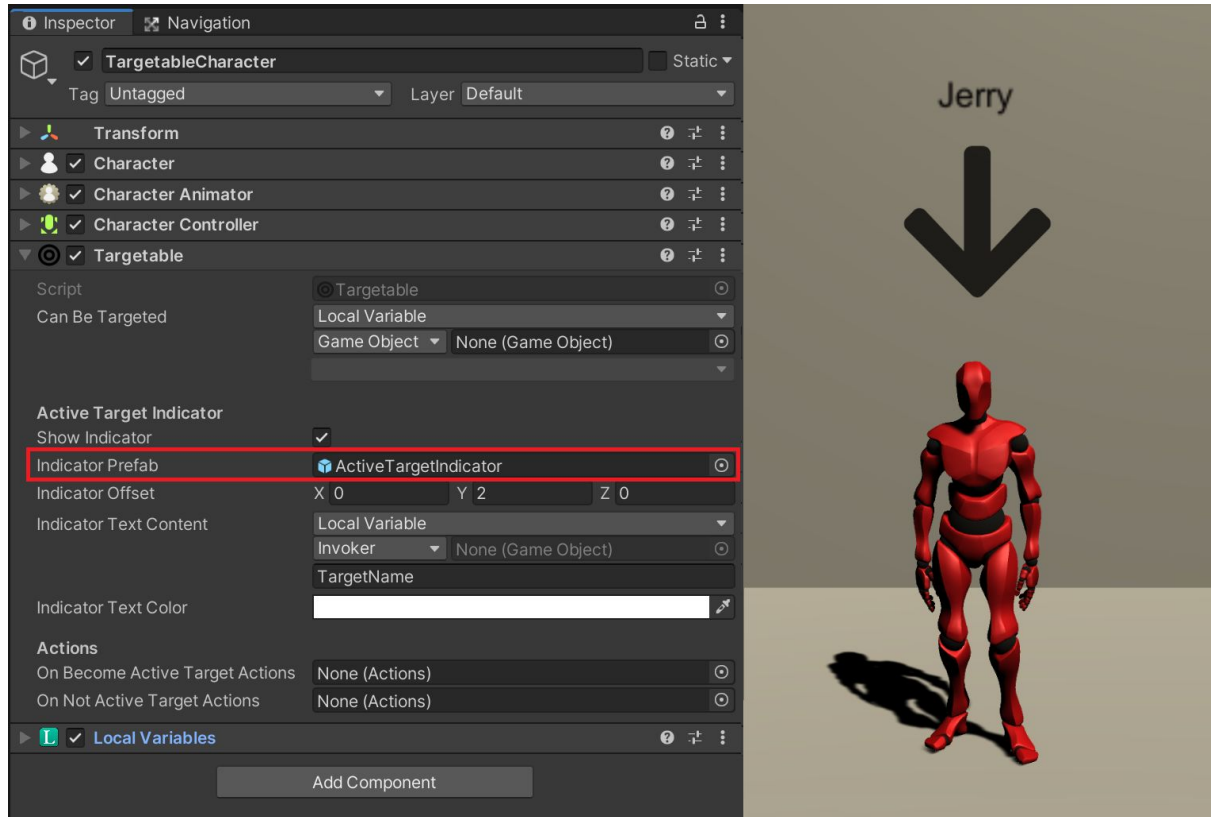 Inspector Navigation
TargetableCharacter Static
Tag Untagged Layer Default
Transform
Character
Character Animator
Character Controller
Targetable
Script Targetable
Can Be Targeted Local Variable
Game Object None (Game Object)
Active Target Indicator
Show Indicator
Indicator Prefab ActiveTargetIndicator
Indicator Offset X 0 Y 2 Z 0
Indicator Text Content Local Variable
Invoker None (Game Object)
TargetName
Indicator Text Color
Actions
On Become Active Target Actions None (Actions)
On Not Active Target Actions None (Actions)
L Local Variables
Add Component
Jerry